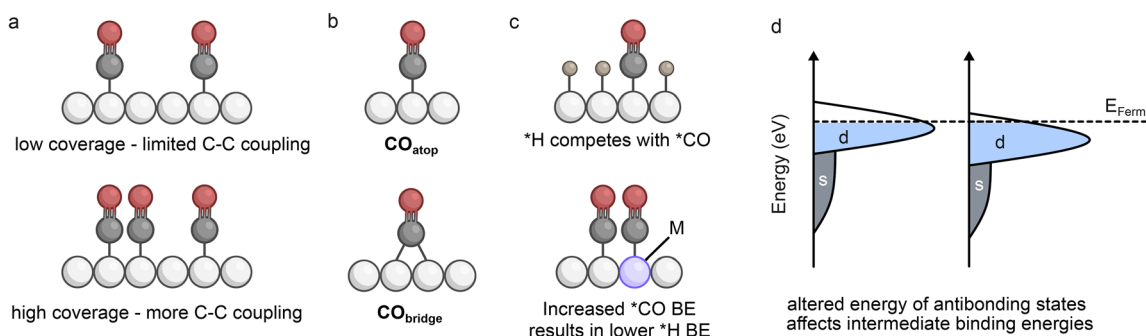 a
low coverage - limited C-C coupling
high coverage - more C-C coupling
b
CO atop
CO bridge
c
*H competes with *CO
M
Increased *CO BE
results in lower *H BE
d
Energy (eV)
E Ferm
d
s
d
s
altered energy of antibonding states
affects intermediate binding energies